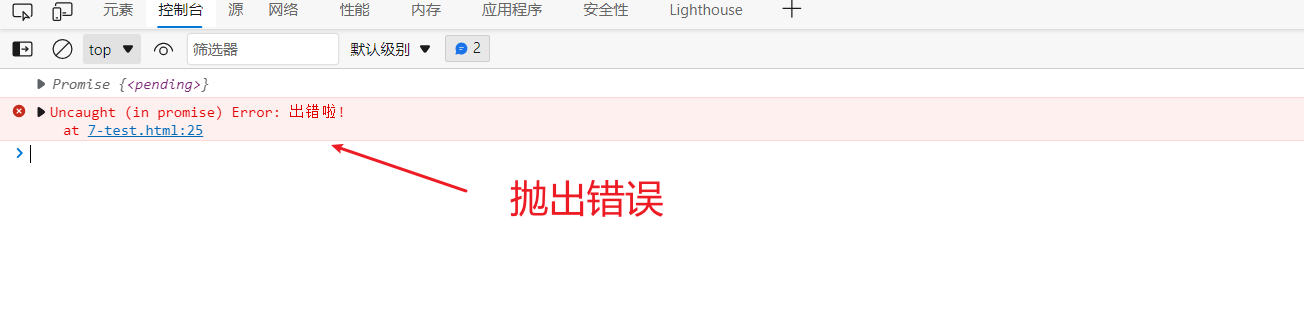 元素 控制台 源 网络 性能 内存 应用程序 安全性 Lighthouse
top 筛选器 默认级别 2
Promise {<pending>}
Uncaught (in promise) Error: 出错啦!
at 7-test.html:25
抛出错误